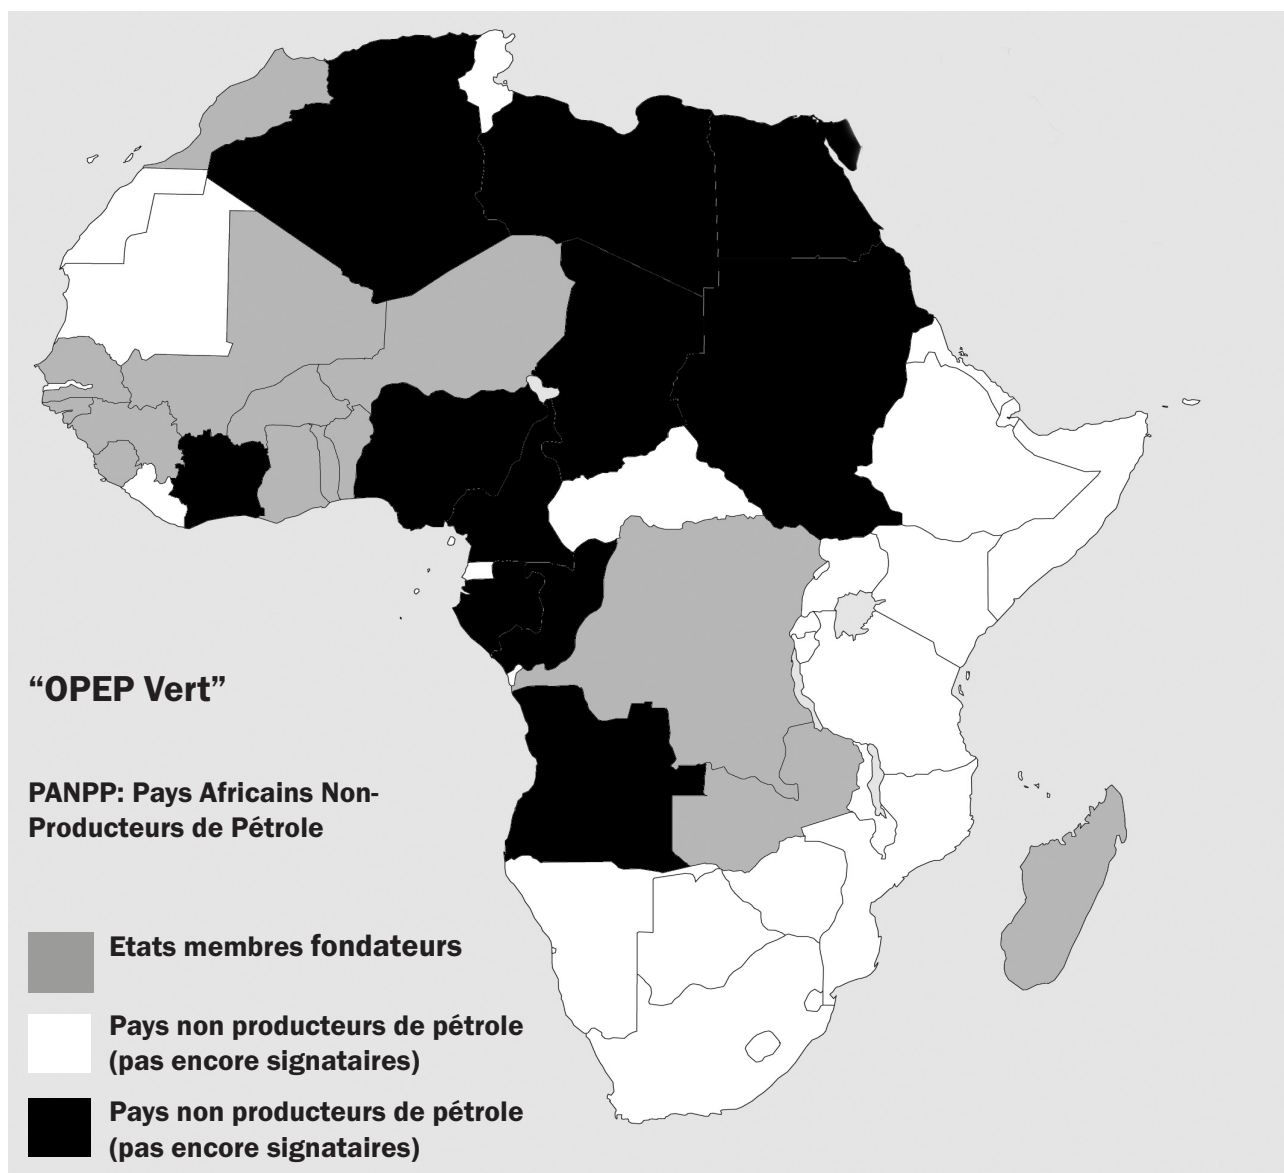 “OPEP Vert”
PANPP: Pays Africains Non-
Producteurs de Pétrole
Etats membres fondateurs
Pays non producteurs de pétrole
(pas encore signataires)
Pays non producteurs de pétrole
(pas encore signataires)